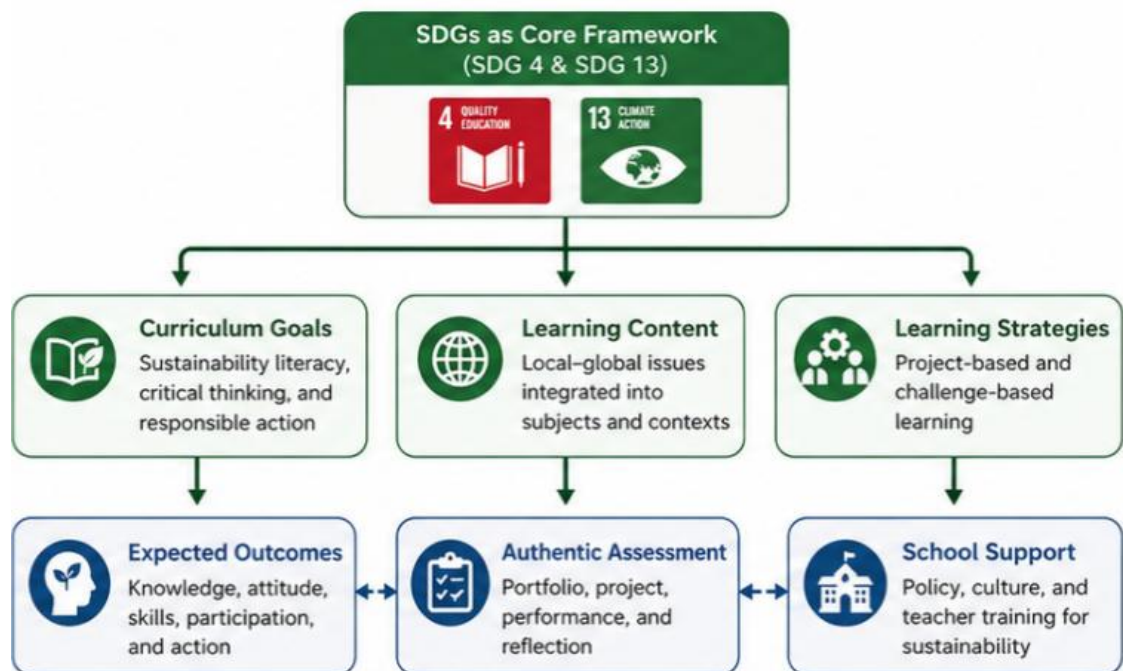 SDGs as Core Framework
(SDG 4 & SDG 13)
4 QUALITY
EDUCATION
13 CLIMATE
ACTION
Curriculum Goals
Sustainability literacy,
critical thinking, and
responsible action
Learning Content
Local–global issues
integrated into
subjects and contexts
Learning Strategies
Project-based and
challenge-based
learning
Expected Outcomes
Knowledge, attitude,
skills, participation,
and action
Authentic Assessment
Portfolio, project,
performance, and
reflection
School Support
Policy, culture, and
teacher training for
sustainability